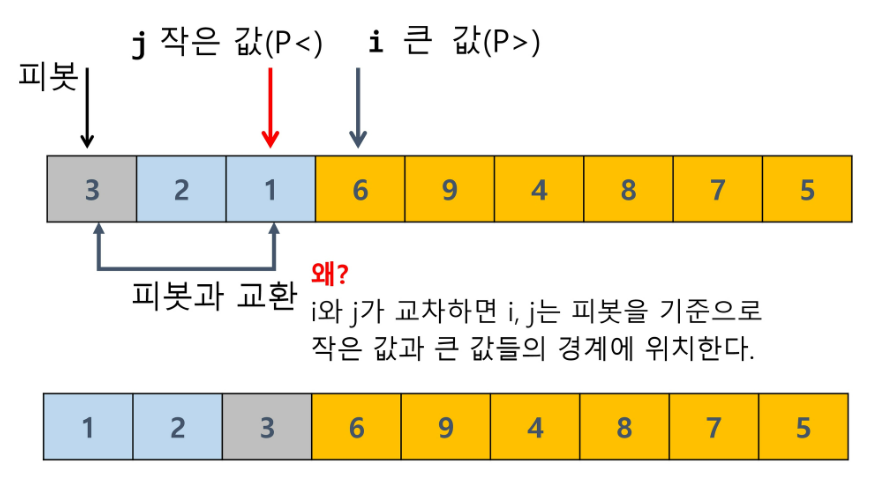 j 작은 값(P<) i 큰 값(P>)
피봇
3 2 1 6 9 4 8 7 5
피봇과 교환
왜?
i와 j가 교차하면 i, j는 피봇을 기준으로
작은 값과 큰 값들의 경계에 위치한다.
1 2 3 6 9 4 8 7 5